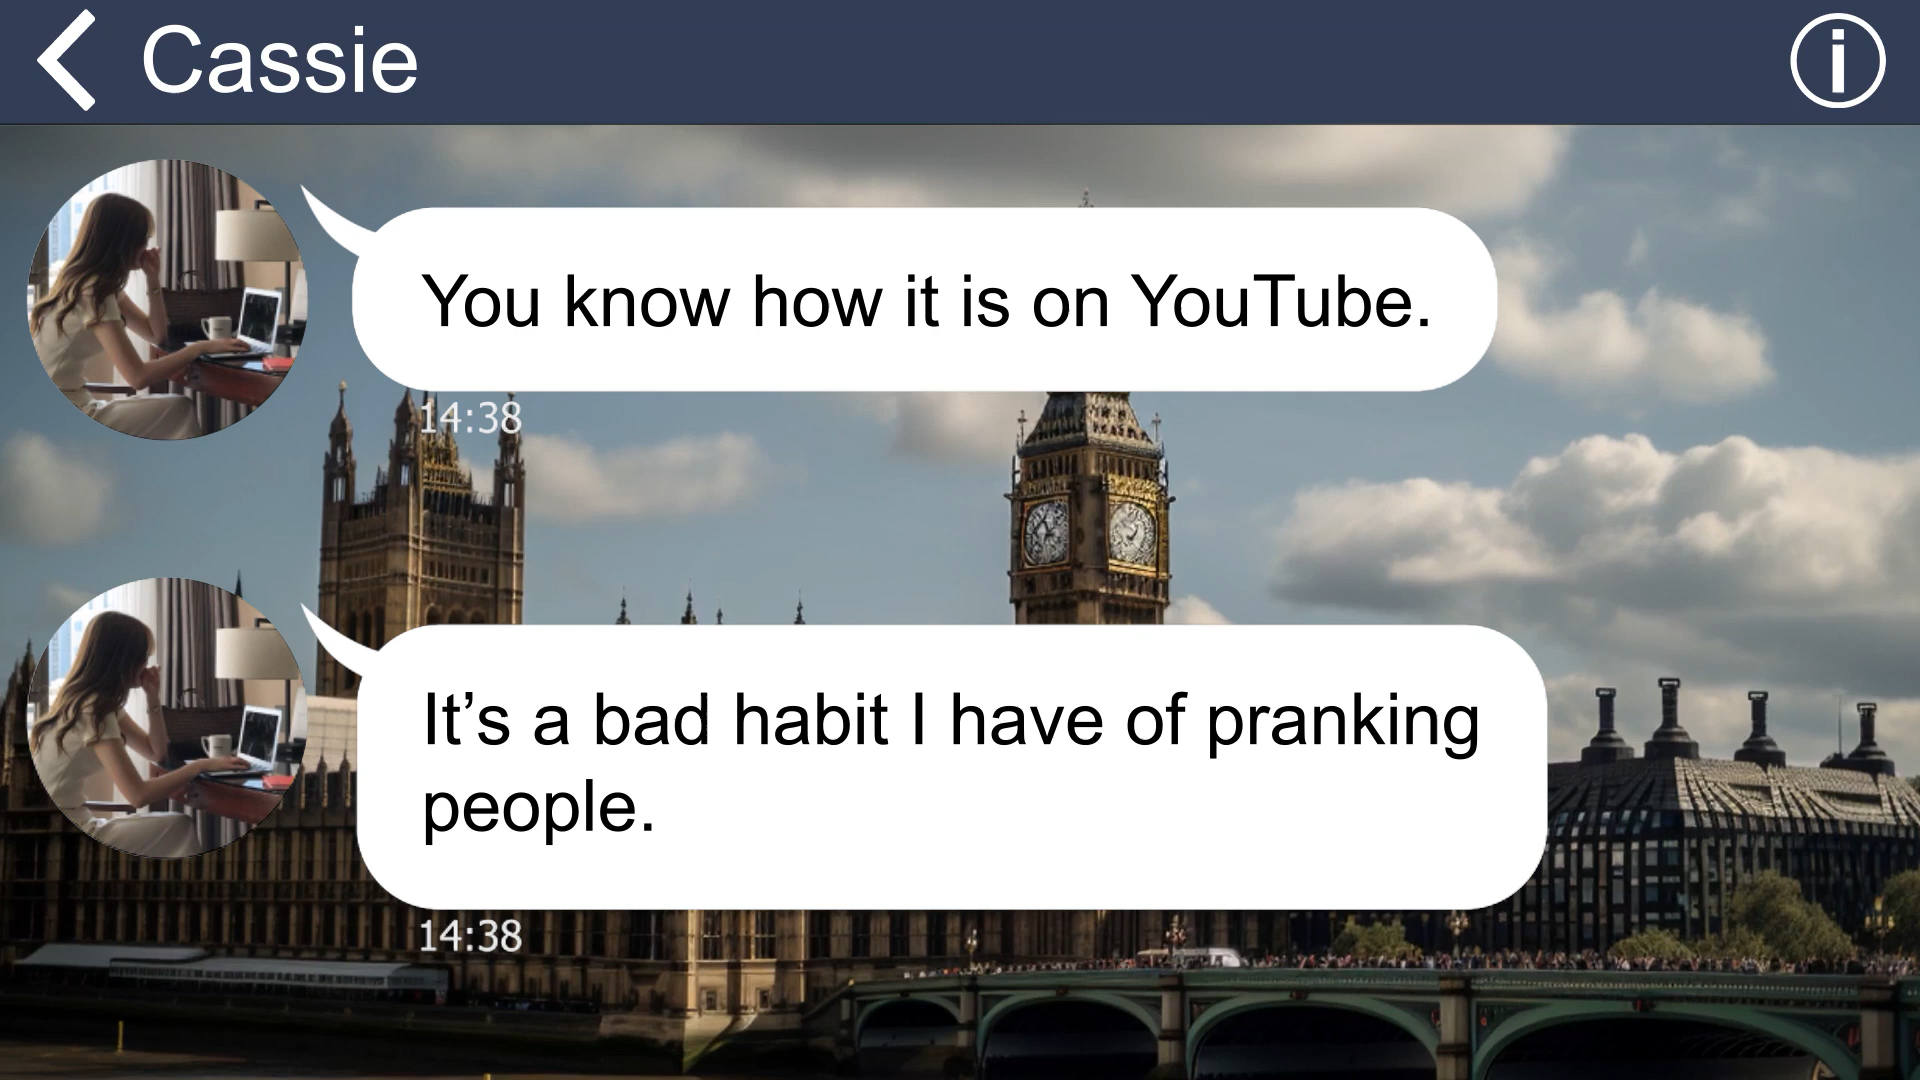 Cassie
You know how it is on YouTube.
14:38
It’s a bad habit I have of pranking
people.
14:38